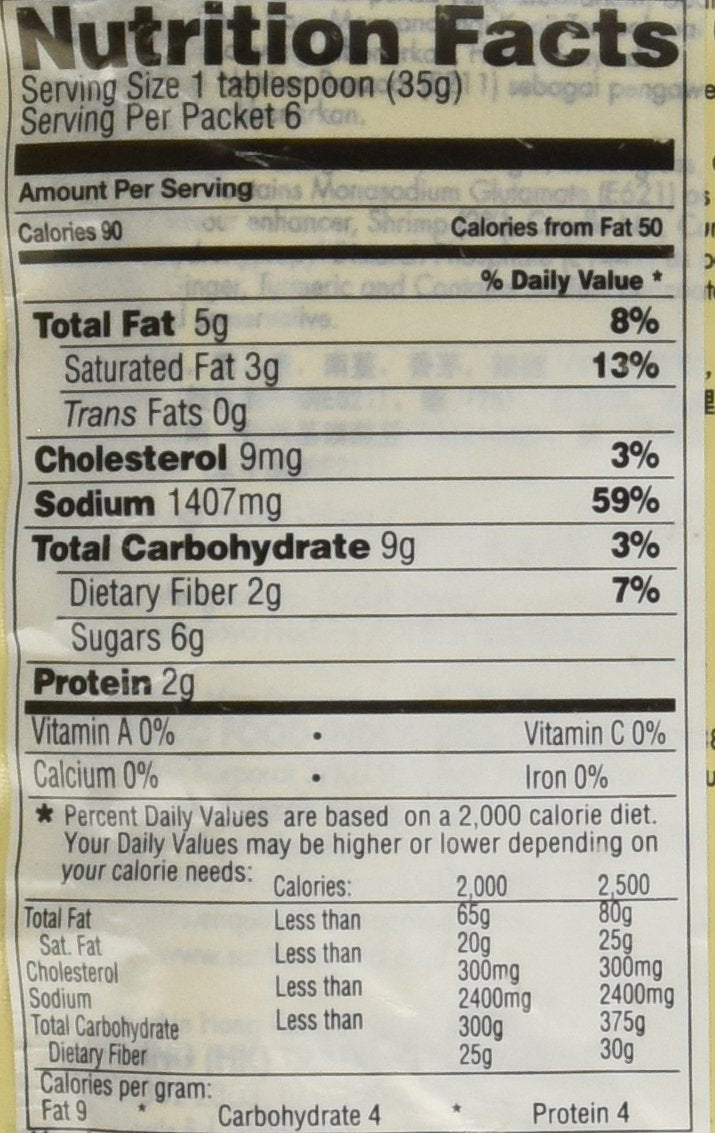 Nutrition Facts
Serving Size 1 tablespoon (35g)
Serving Per Packet 6
Amount Per Serving
Calories 90 Calories from Fat 50
% Daily Value *
Total Fat 5g 8%
Saturated Fat 3g 13%
Trans Fats 0g
Cholesterol 9mg 3%
Sodium 1407mg 59%
Total Carbohydrate 9g 3%
Dietary Fiber 2g 7%
Sugars 6g
Protein 2g
Vitamin A 0% • Vitamin C 0%
Calcium 0% • Iron 0%
* Percent Daily Values are based on a 2,000 calorie diet.
Your Daily Values may be higher or lower depending on
your calorie needs:
Calories: 2,000 2,500
Total Fat Less than 65g 80g
Sat. Fat Less than 20g 25g
Cholesterol Less than 300mg 300mg
Sodium Less than 2400mg 2400mg
Total Carbohydrate 300g 375g
Dietary Fiber 25g 30g
Calories per gram:
Fat 9 * Carbohydrate 4 * Protein 4